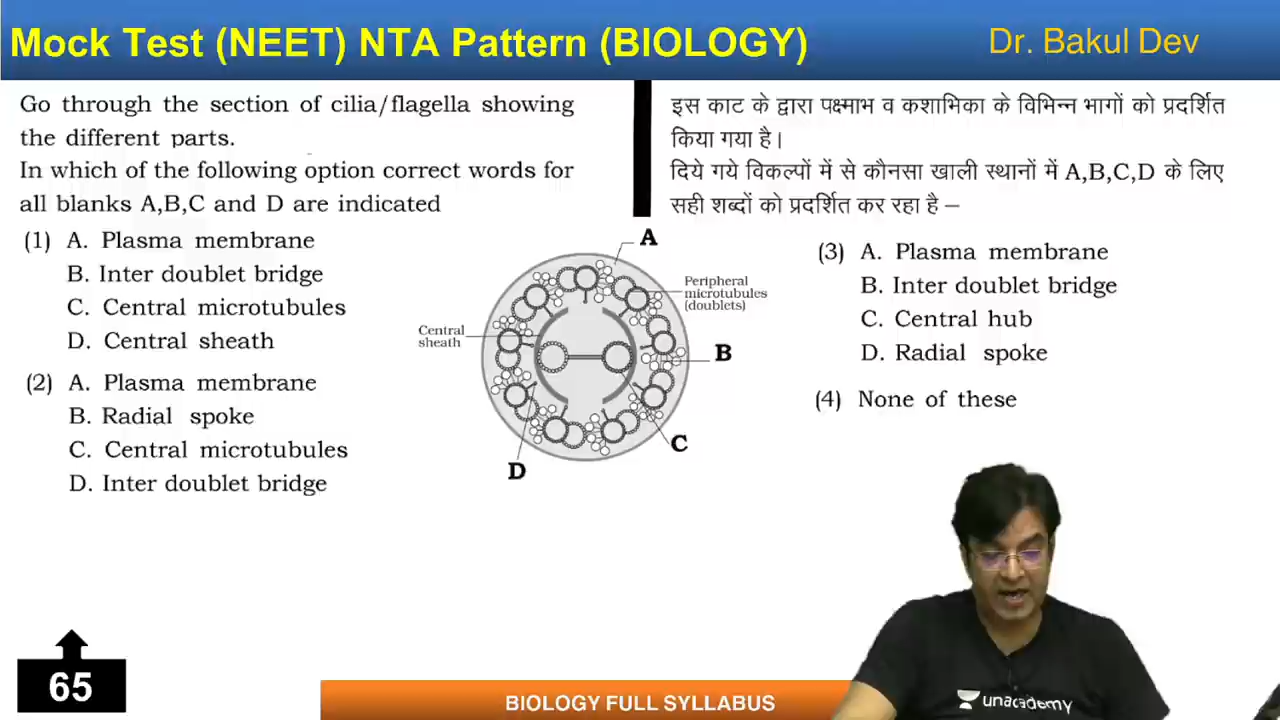 Mock Test (NEET) NTA Pattern (BIOLOGY)
Dr. Bakul Dev
Go through the section of cilia/flagella showing
the different parts.
In which of the following option correct words for
all blanks A,B,C and D are indicated
इस काट के द्वारा पक्ष्माभ व कशाभिका के विभिन्न भागों को प्रदर्शित
किया गया है।
दिये गये विकल्पों में से कौनसा खाली स्थानों में A,B,C,D के लिए
सही शब्दों को प्रदर्शित कर रहा है –
(1) A. Plasma membrane
B. Inter doublet bridge
C. Central microtubules
D. Central sheath
(2) A. Plasma membrane
B. Radial spoke
C. Central microtubules
D. Inter doublet bridge
A
Peripheral
microtubules
(doublets)
Central
sheath
B
C
D
(3) A. Plasma membrane
B. Inter doublet bridge
C. Central hub
D. Radial spoke
(4) None of these
65
BIOLOGY FULL SYLLABUS
unacademy